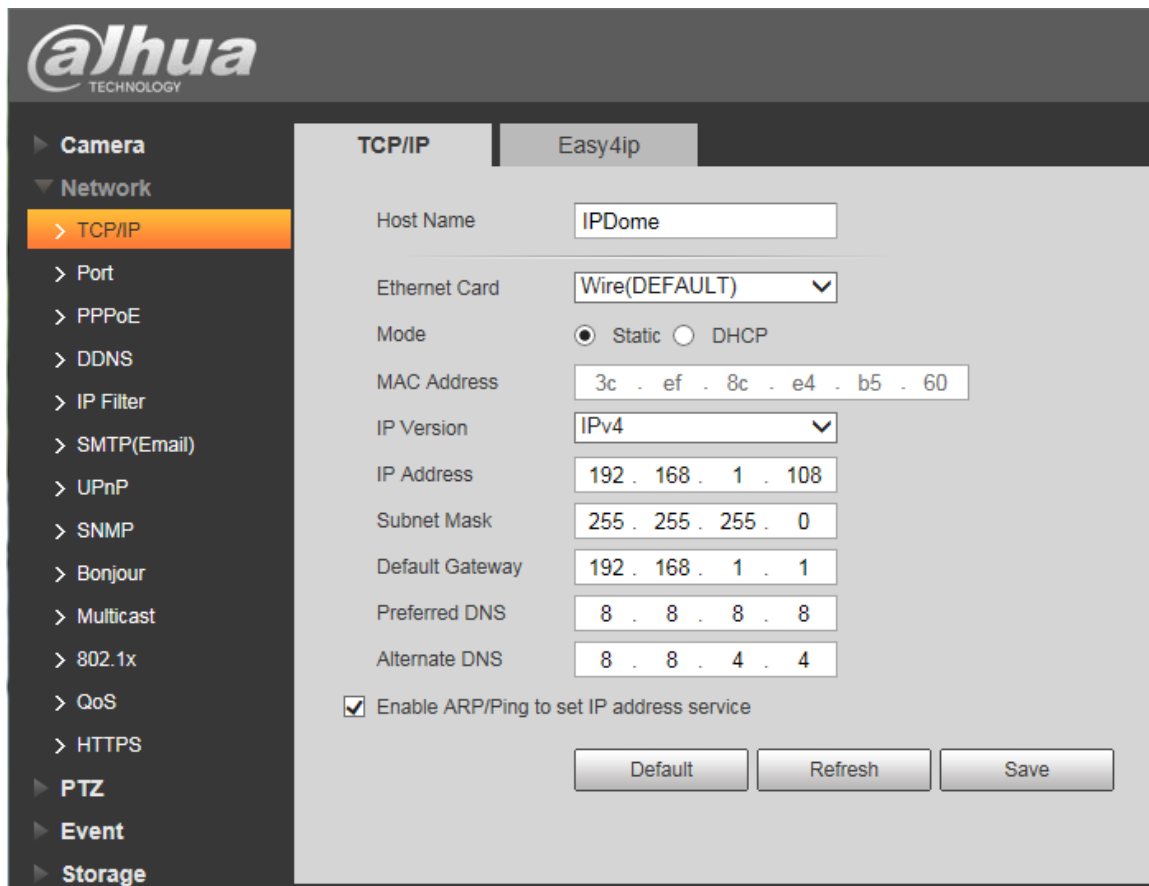 alhua
TECHNOLOGY
Camera
Network
TCP/IP
Port
PPPoE
DDNS
IP Filter
SMTP(Email)
UPnP
SNMP
Bonjour
Multicast
802.1x
QoS
HTTPS
PTZ
Event
Storage
TCP/IP Easy4ip
Host Name IPDome
Ethernet Card Wire(DEFAULT)
Mode Static DHCP
MAC Address 3c . ef . 8c . e4 . b5 . 60
IP Version IPv4
IP Address 192 . 168 . 1 . 108
Subnet Mask 255 . 255 . 255 . 0
Default Gateway 192 . 168 . 1 . 1
Preferred DNS 8 . 8 . 8 . 8
Alternate DNS 8 . 8 . 4 . 4
Enable ARP/Ping to set IP address service
Default Refresh Save